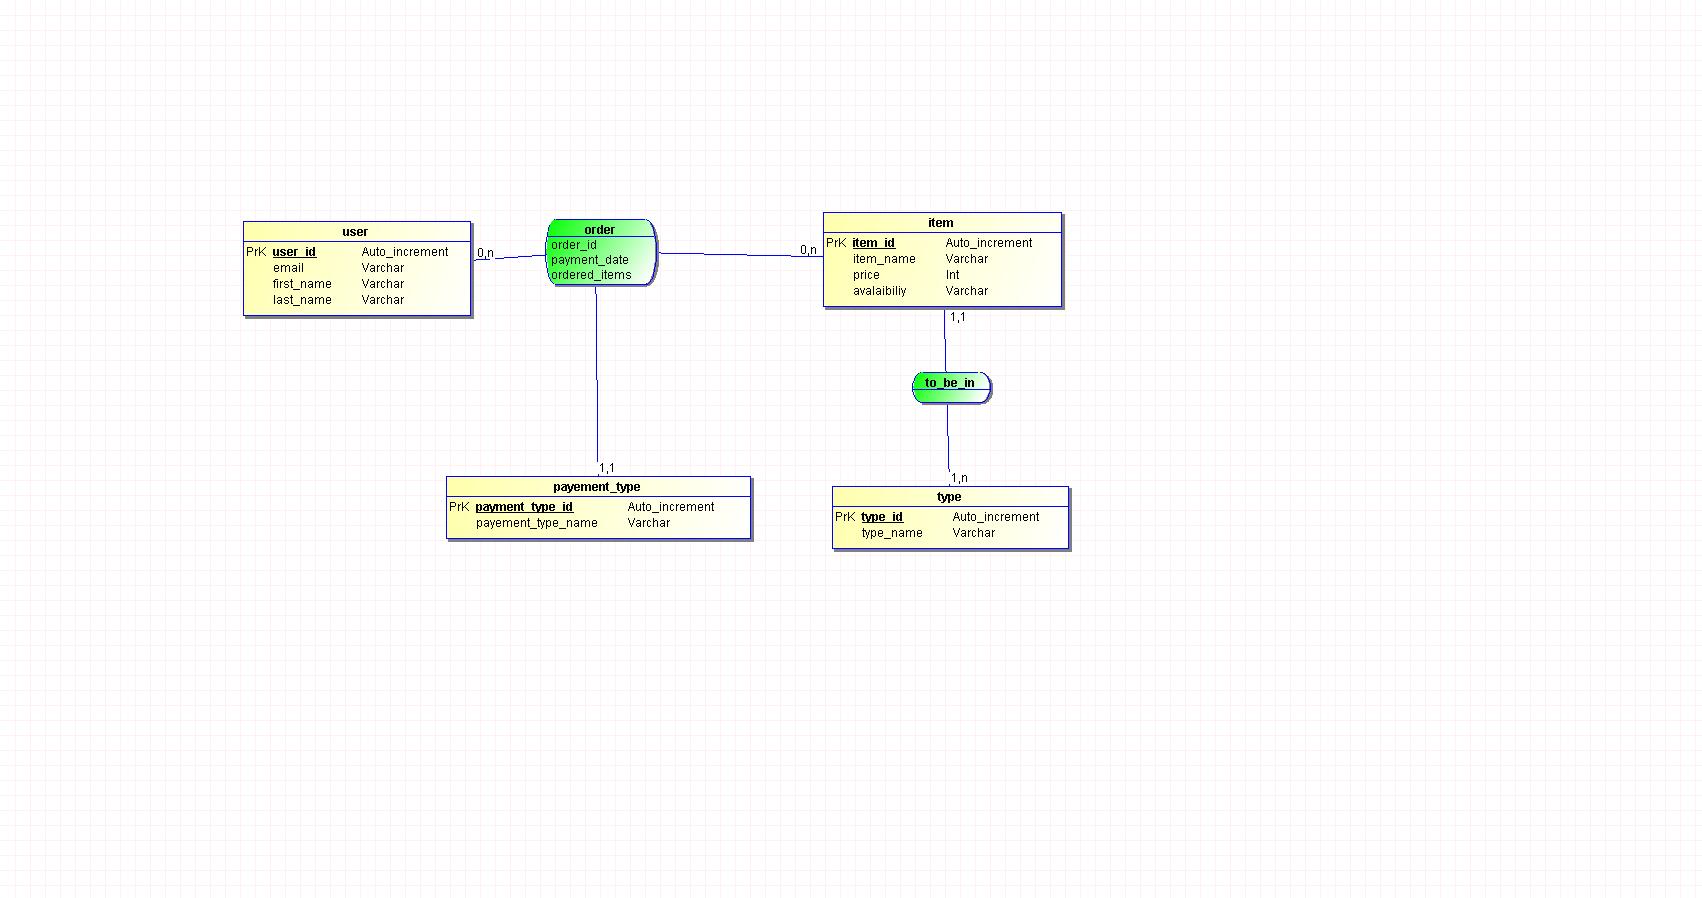 user
PrK user_id Auto_increment
email Varchar
first_name Varchar
last_name Varchar
0,n
order
order_id
payment_date
ordered_items
0,n
item
PrK item_id Auto_increment
item_name Varchar
price Int
avalaibiliy Varchar
1,1
to_be_in
1,1
payement_type
PrK payment_type_id Auto_increment
payement_type_name Varchar
1,n
type
PrK type_id Auto_increment
type_name Varchar